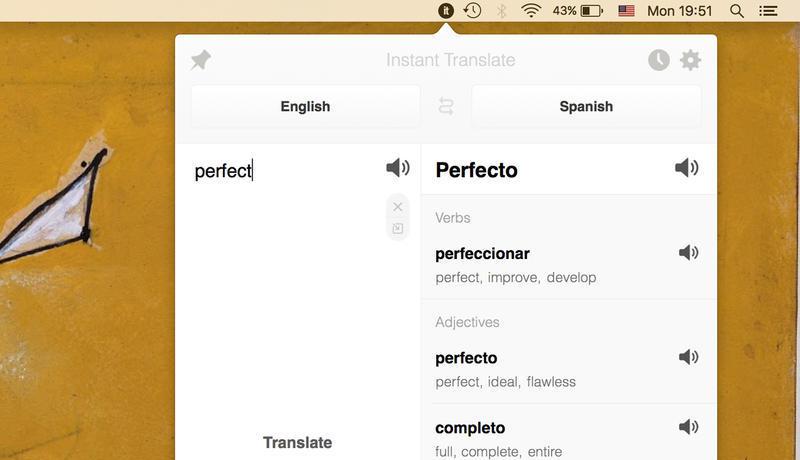 it 43% Mon 19:51
Instant Translate
English Spanish
perfect
Perfecto
Verbs
perfeccionar
perfect, improve, develop
Adjectives
perfecto
perfect, ideal, flawless
completo
full, complete, entire
Translate